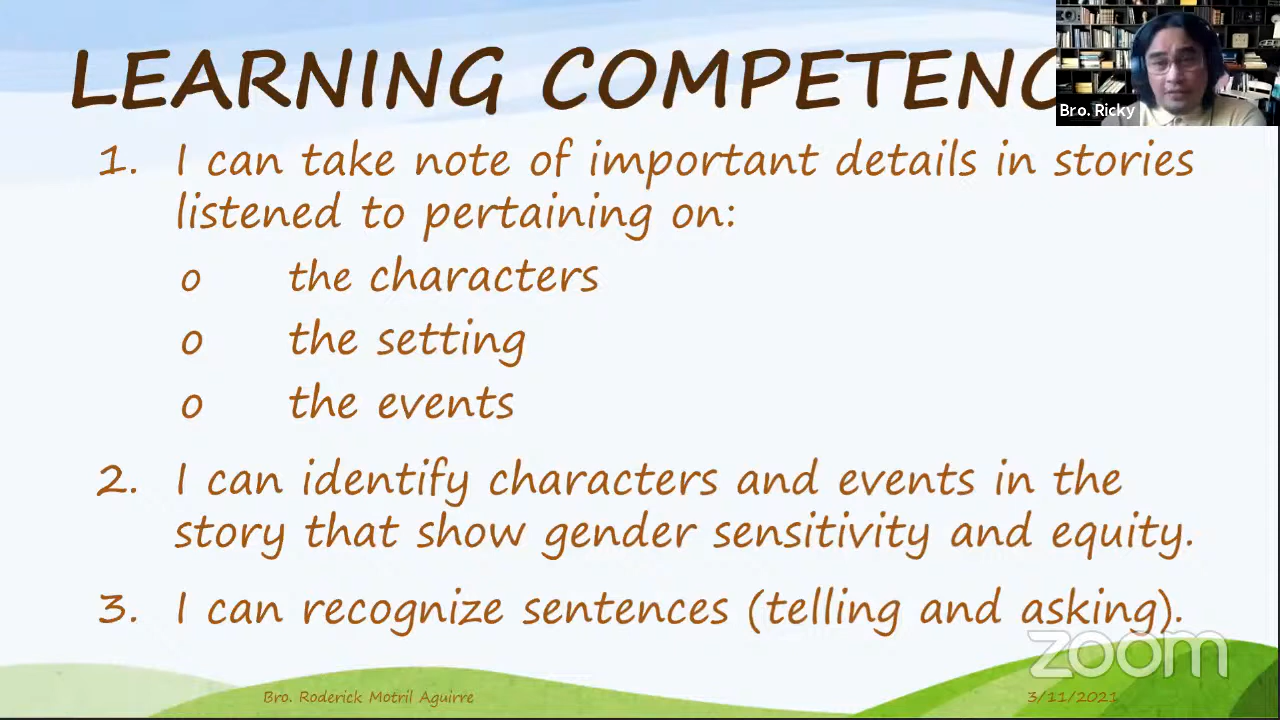 LEARNING COMPETENC
Bro. Ricky
1. I can take note of important details in stories
listened to pertaining on:
o the characters
o the setting
o the events
2. I can identify characters and events in the
story that show gender sensitivity and equity.
3. I can recognize sentences (telling and asking).
zoom
Bro. Roderick Motril Aguirre
3/11/2021